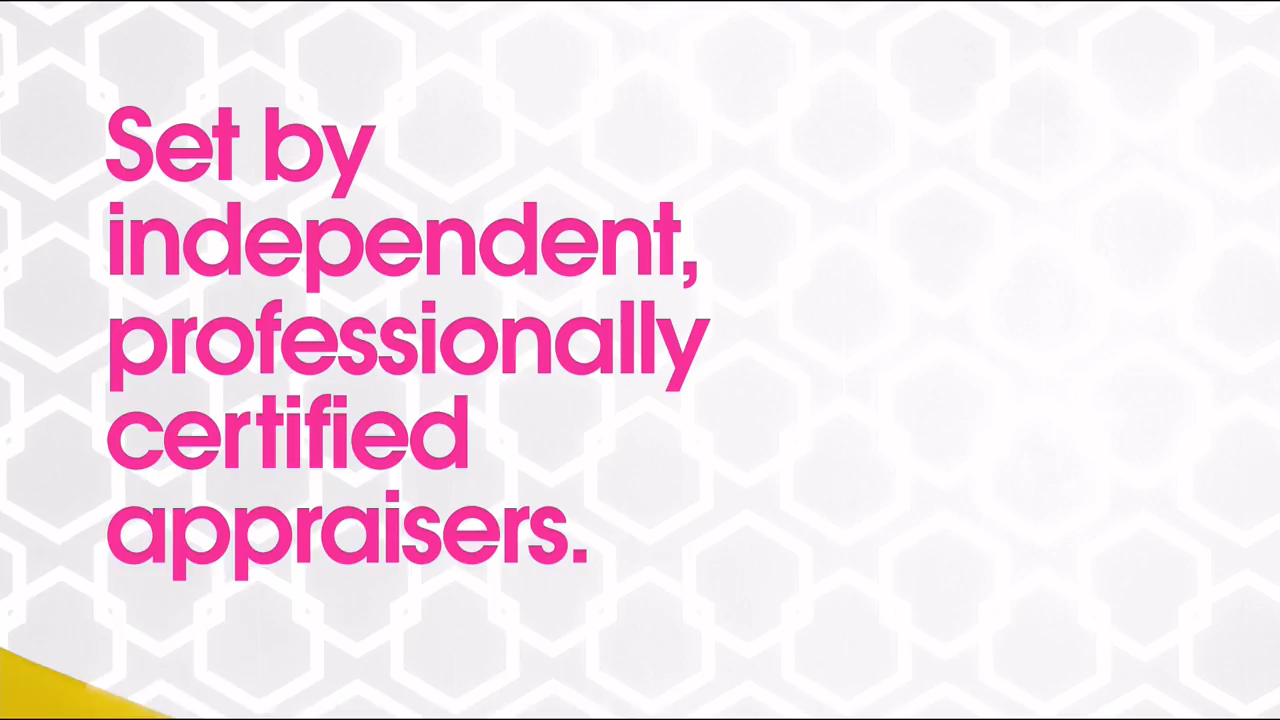 Set by
independent,
professionally
certified
appraisers.